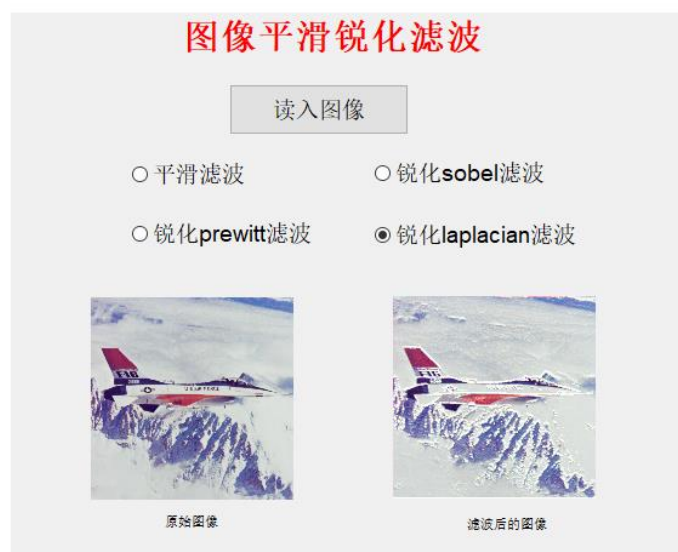 图像平滑锐化滤波
读入图像
平滑滤波 锐化sobel滤波
锐化prewitt滤波 锐化laplacian滤波
F16
U.S. AIR FORCE
原始图像 滤波后的图像